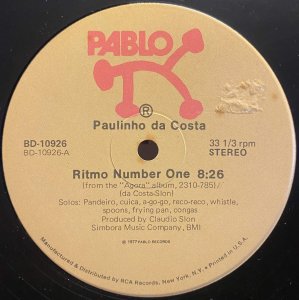 PABLO
®
Paulinho da Costa
BD-10926
BD-10926-A
33 1/3 rpm
STEREO
Ritmo Number One 8:26
(from the "Agora" album, 2310-785)
(da Costa-Slon)
Solos: Pandeiro, cuica, a-go-go, reco-reco, whistle,
spoons, frying pan, congas
Produced by Claudio Slon
Simbora Music Company, BMI
℗ 1977 PABLO RECORDS
Manufactured & Distributed by RCA Records, New York, N.Y. • Printed in U.S.A.